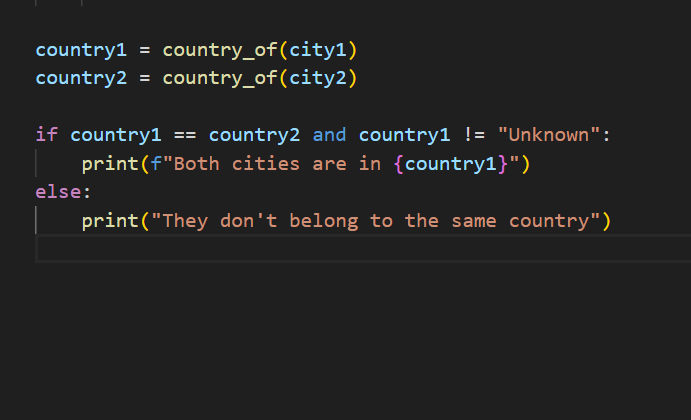 country1 = country_of(city1)
country2 = country_of(city2)
if country1 == country2 and country1 != "Unknown":
    print(f"Both cities are in {country1}")
else:
    print("They don't belong to the same country")